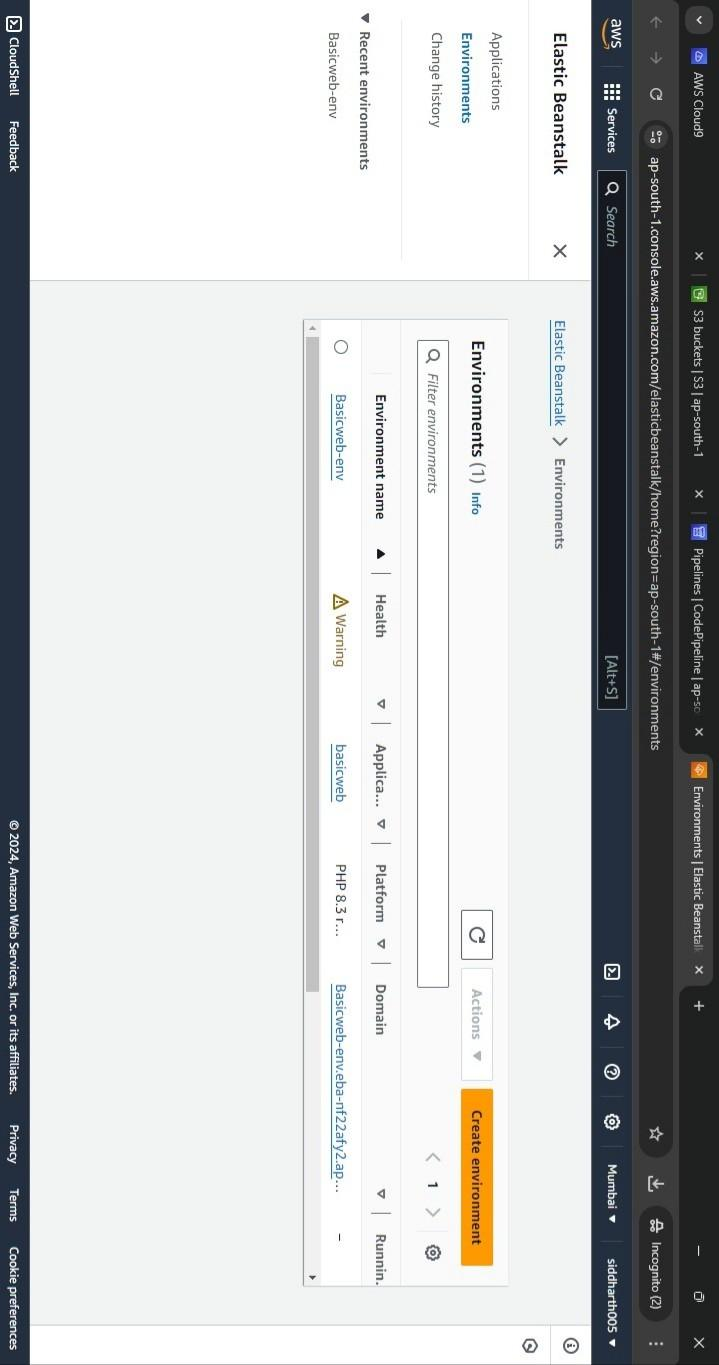 AWS Cloud9
S3 buckets | S3 | ap-south-1
Pipelines | CodePipeline | ap-so
Environments | Elastic Beanstalk
ap-south-1.console.aws.amazon.com/elasticbeanstalk/home?region=ap-south-1#/environments
Incognito (2)
aws
Services
Search
[Alt+S]
Mumbai
siddharth005
Elastic Beanstalk
Applications
Environments
Change history
Recent environments
Basicweb-env
Elastic Beanstalk > Environments
Environments (1) Info
Actions
Create environment
Filter environments
1
Environment name Health Applica... Platform Domain Runnin.
Basicweb-env Warning basicweb PHP 8.3 r... Basicweb-env.eba-nf22afy2.ap... –
CloudShell Feedback © 2024, Amazon Web Services, Inc. or its affiliates. Privacy Terms Cookie preferences